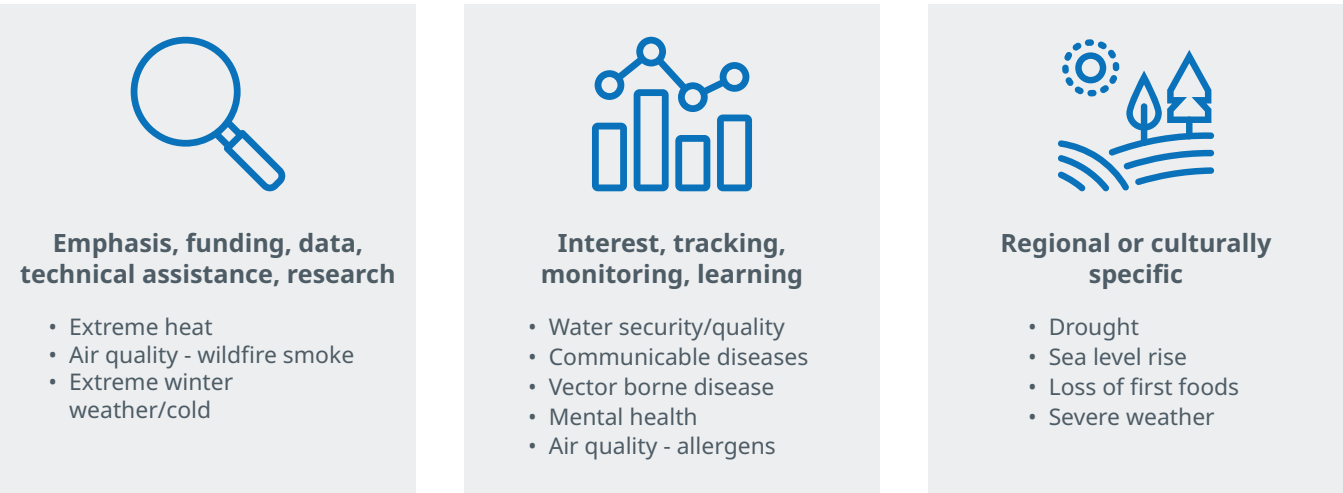 Emphasis, funding, data,
technical assistance, research
• Extreme heat
• Air quality - wildfire smoke
• Extreme winter
weather/cold
Interest, tracking,
monitoring, learning
• Water security/quality
• Communicable diseases
• Vector borne disease
• Mental health
• Air quality - allergens
Regional or culturally
specific
• Drought
• Sea level rise
• Loss of first foods
• Severe weather